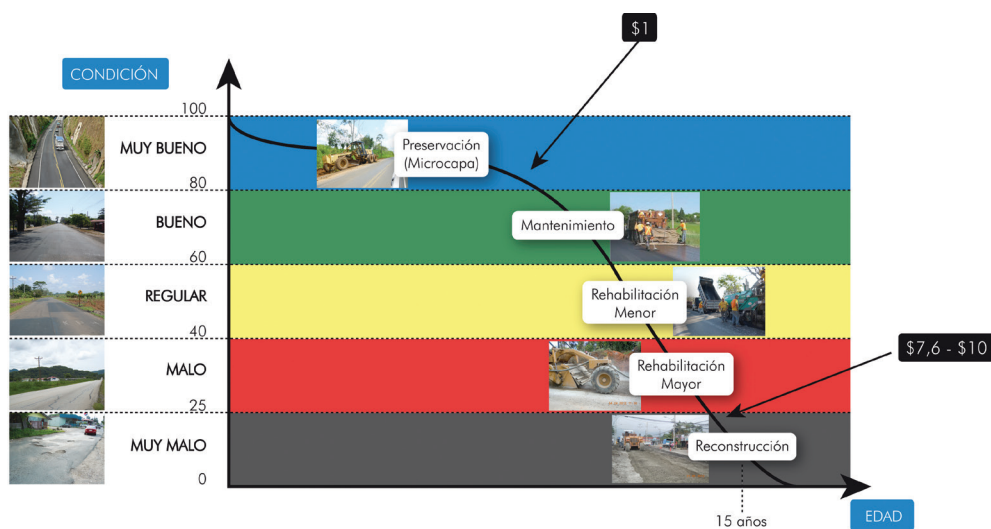 $1
CONDICIÓN
100
MUY BUENO
Preservación
(Microcapa)
80
BUENO
Mantenimiento
60
REGULAR
Rehabilitación
Menor
40
$7,6 - $10
MALO
Rehabilitación
Mayor
25
MUY MALO
Reconstrucción
0
15 años
EDAD